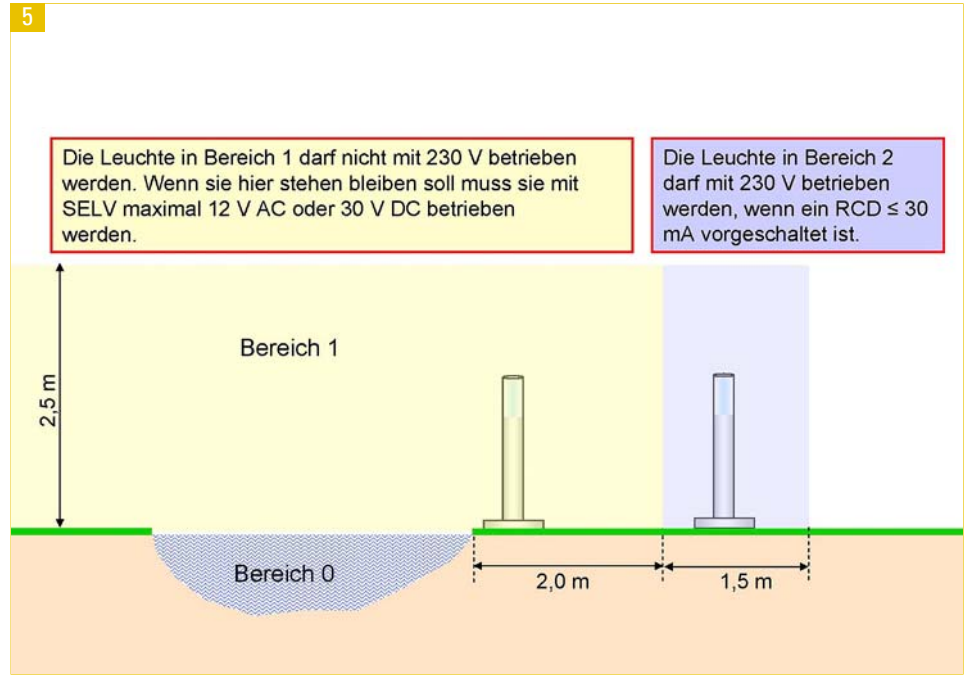 5
Die Leuchte in Bereich 1 darf nicht mit 230 V betrieben
werden. Wenn sie hier stehen bleiben soll muss sie mit
SELV maximal 12 V AC oder 30 V DC betrieben
werden.
Die Leuchte in Bereich 2
darf mit 230 V betrieben
werden, wenn ein RCD ≤ 30
mA vorgeschaltet ist.
Bereich 1
2,5 m
Bereich 0
2,0 m
1,5 m